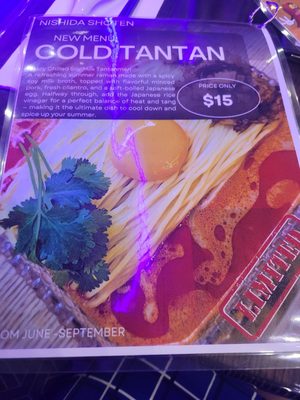 NISHIDA SHOTEN
NEW MENU
COLD TANTAN
Chilled Soy Milk Tantanmen
A refreshing summer ramen made with a spicy
soy milk broth, topped with flavorful minced
pork, fresh cilantro, and a soft-boiled Japanese
egg. Halfway through, add the Japanese rice
vinegar for a perfect balance of heat and tang
- making it the ultimate dish to cool down and
spice up your summer.
PRICE ONLY
$15
OM JUNE -SEPTEMBER